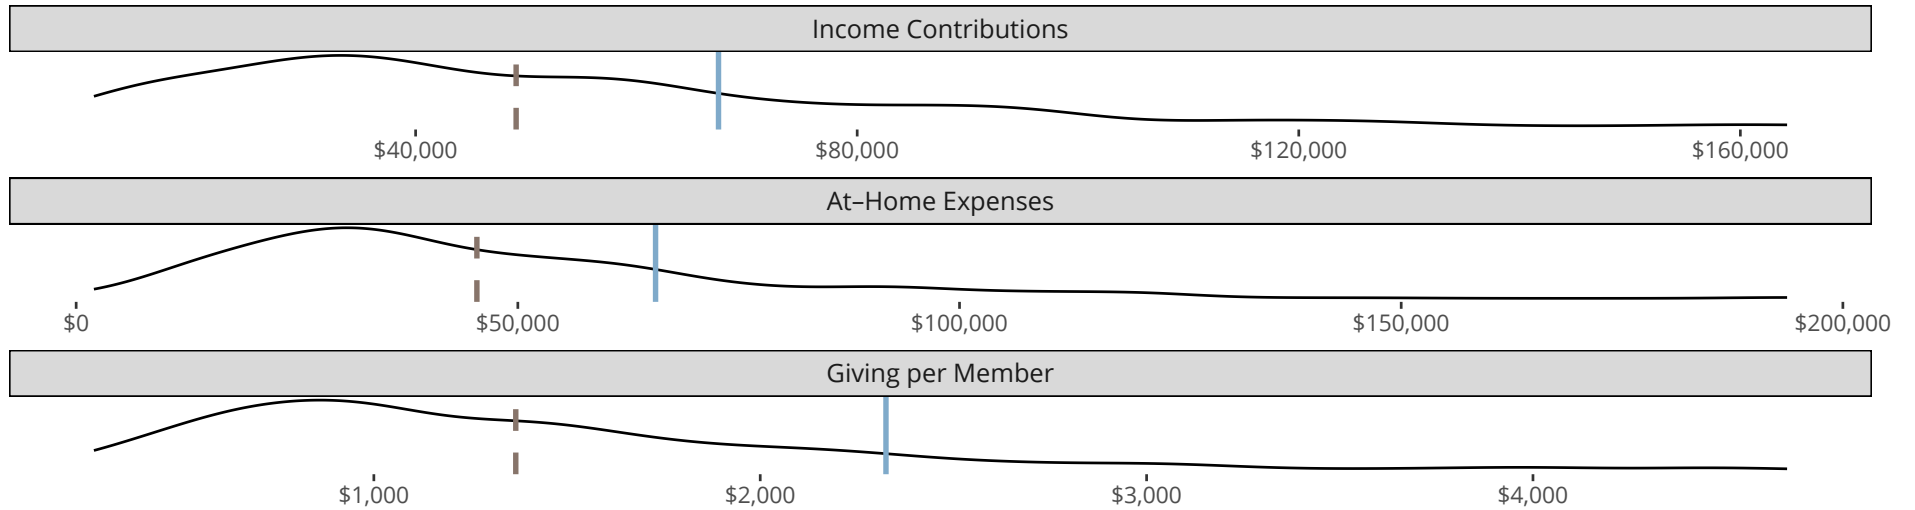 Income Contributions
$40,000 $80,000 $120,000 $160,000
At–Home Expenses
$0 $50,000 $100,000 $150,000 $200,000
Giving per Member
$1,000 $2,000 $3,000 $4,000